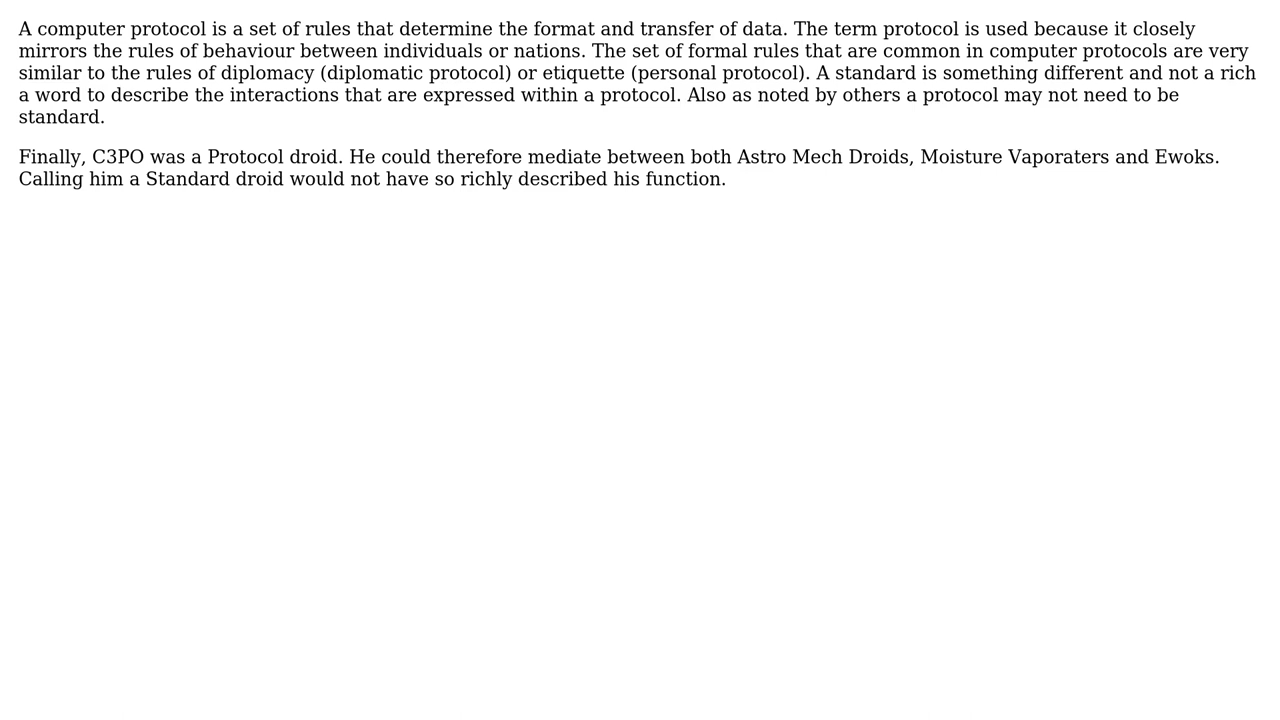 A computer protocol is a set of rules that determine the format and transfer of data. The term protocol is used because it closely
mirrors the rules of behaviour between individuals or nations. The set of formal rules that are common in computer protocols are very
similar to the rules of diplomacy (diplomatic protocol) or etiquette (personal protocol). A standard is something different and not a rich
a word to describe the interactions that are expressed within a protocol. Also as noted by others a protocol may not need to be
standard.
Finally, C3PO was a Protocol droid. He could therefore mediate between both Astro Mech Droids, Moisture Vaporaters and Ewoks.
Calling him a Standard droid would not have so richly described his function.